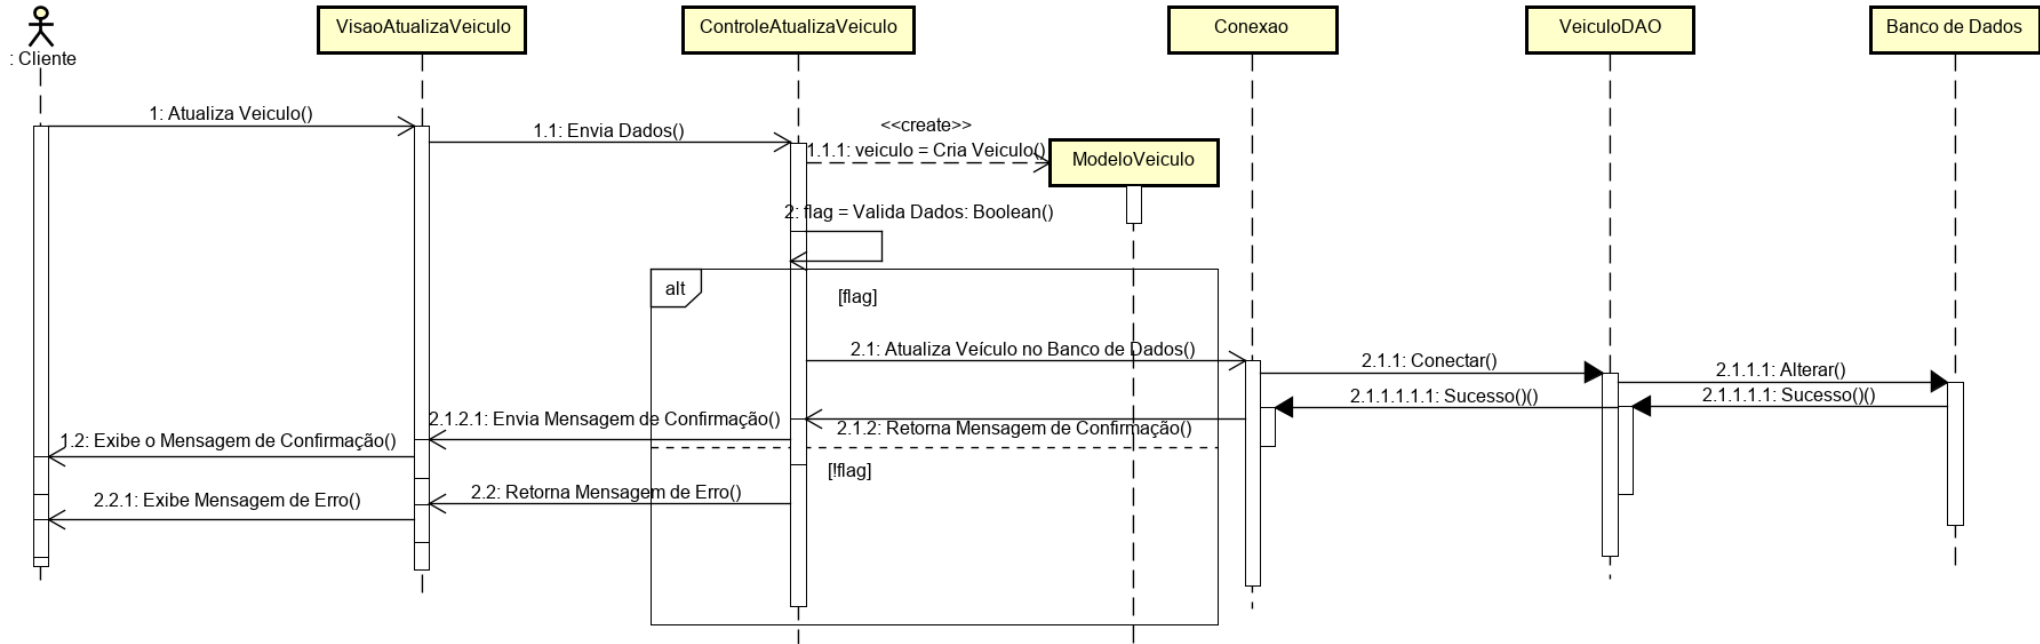 : Cliente
VisaoAtualizaVeiculo
ControleAtualizaVeiculo
Conexao
VeiculoDAO
Banco de Dados
1: Atualiza Veiculo()
1.1: Envia Dados()
<<create>>
1.1.1: veiculo = Cria Veiculo()
ModeloVeiculo
2: flag = Valida Dados: Boolean()
alt
[flag]
2.1: Atualiza Veículo no Banco de Dados()
2.1.1: Conectar()
2.1.1.1: Alterar()
2.1.1.1.1: Sucesso()()
2.1.1.1.1.1: Sucesso()()
2.1.2: Retorna Mensagem de Confirmação()
2.1.2.1: Envia Mensagem de Confirmação()
1.2: Exibe o Mensagem de Confirmação()
[!flag]
2.2: Retorna Mensagem de Erro()
2.2.1: Exibe Mensagem de Erro()